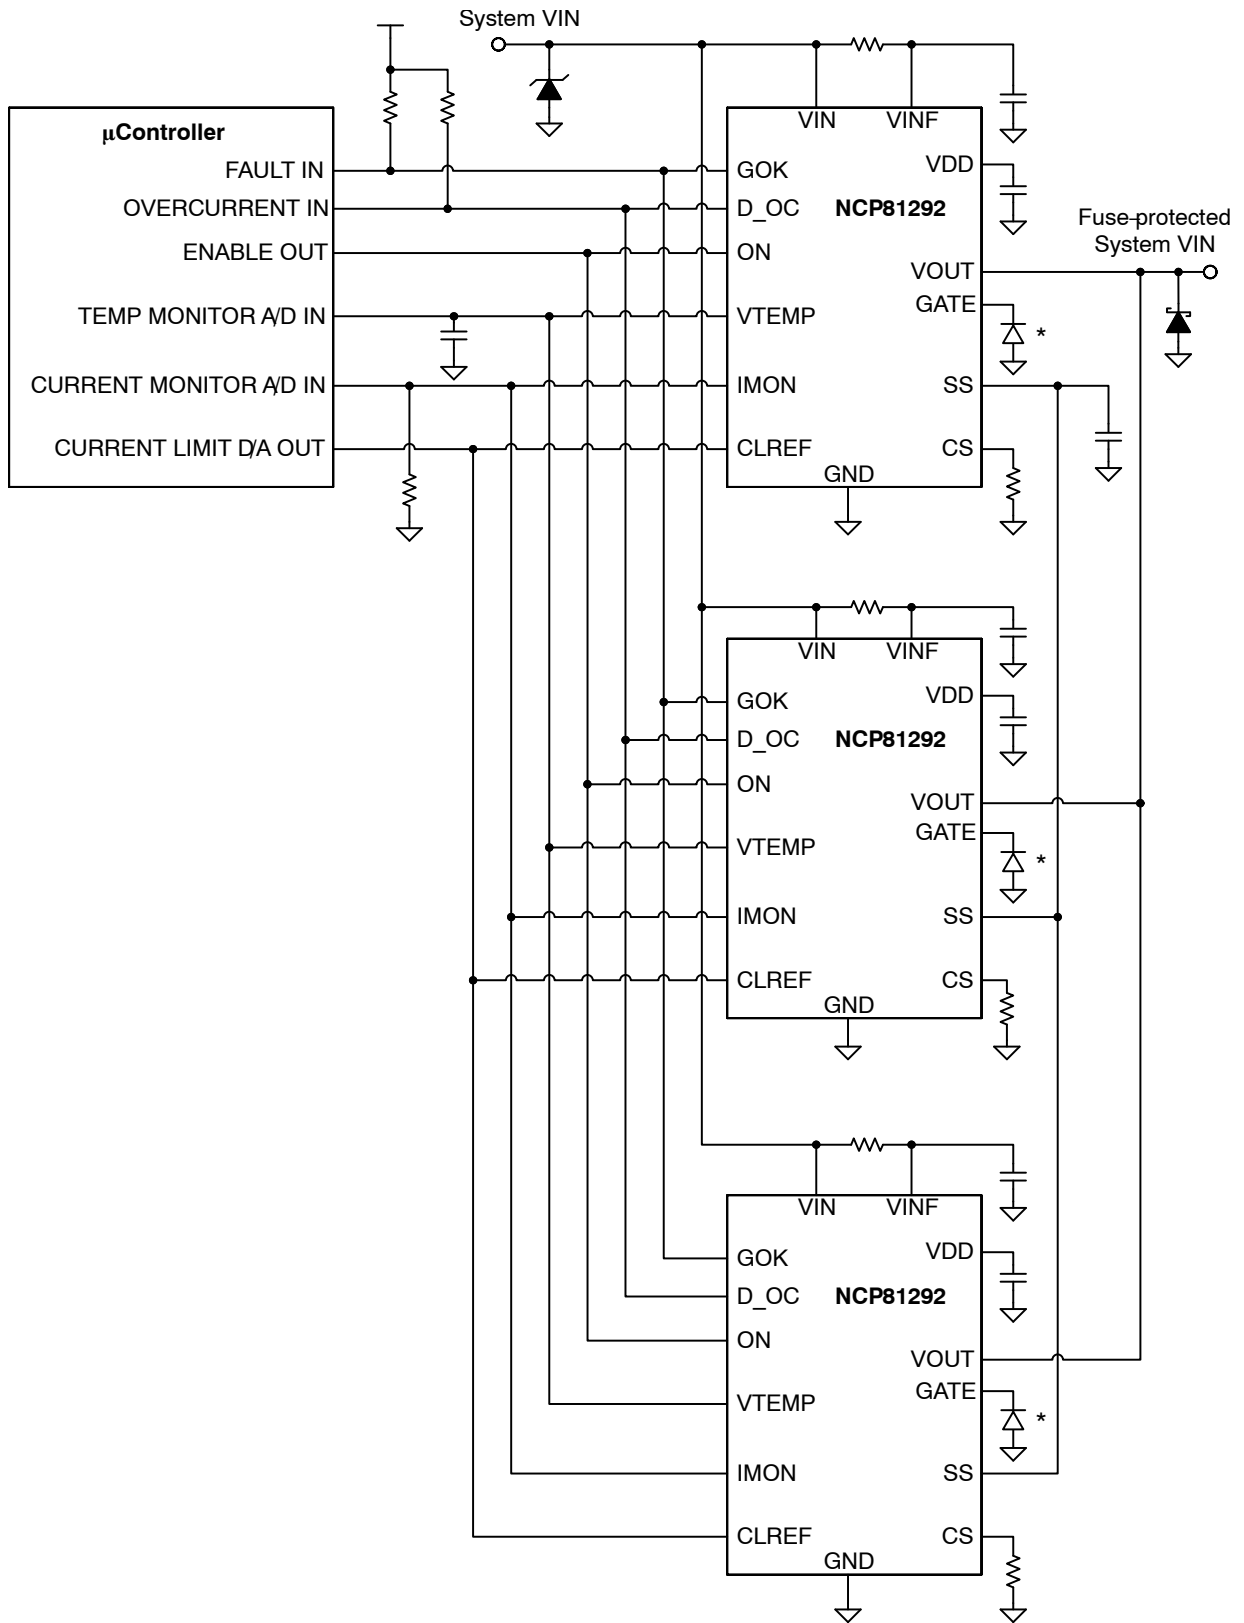 System VIN
µController
FAULT IN
OVERCURRENT IN
ENABLE OUT
TEMP MONITOR A/D IN
CURRENT MONITOR A/D IN
CURRENT LIMIT D/A OUT
VIN
VINF
GOK
VDD
D_OC
NCP81292
ON
VOUT
GATE
VTEMP
*
IMON
SS
CLREF
CS
GND
Fuse-protected
System VIN
VIN
VINF
GOK
VDD
D_OC
NCP81292
ON
VOUT
GATE
VTEMP
*
IMON
SS
CLREF
CS
GND
VIN
VINF
GOK
VDD
D_OC
NCP81292
ON
VOUT
GATE
VTEMP
*
IMON
SS
CLREF
CS
GND